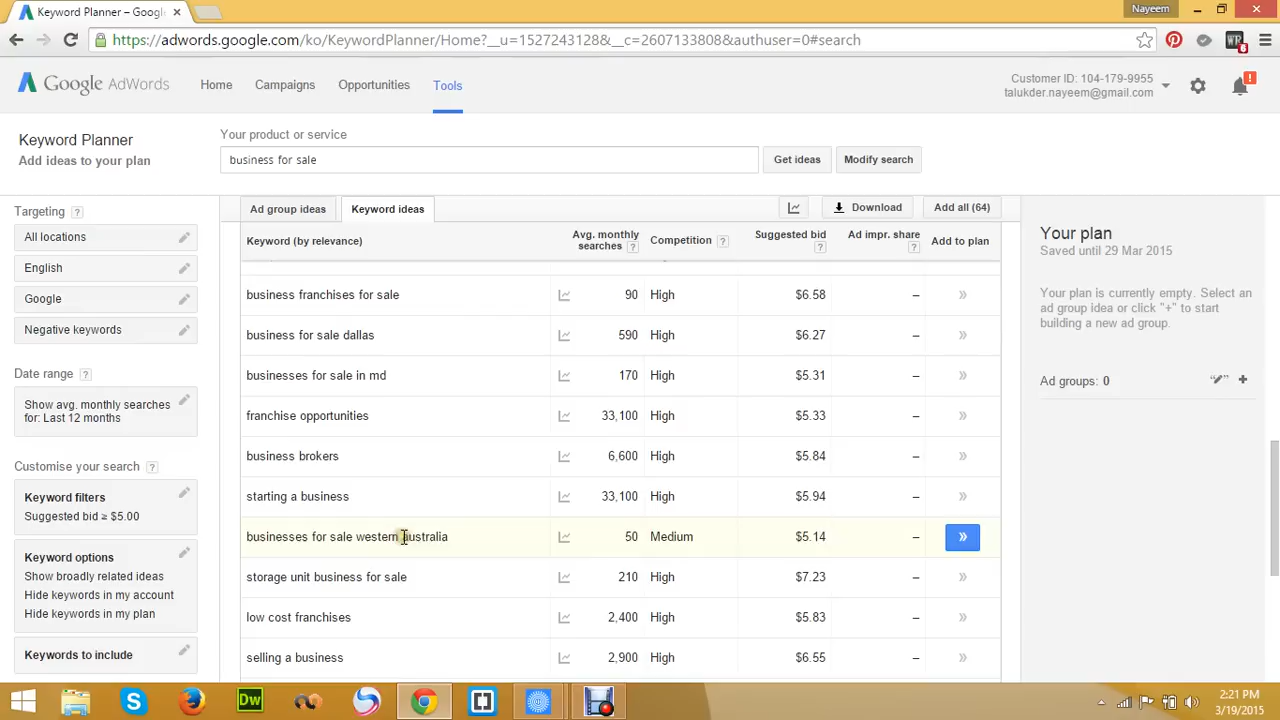 Keyword Planner – Googl
Nayeem
https://adwords.google.com/ko/KeywordPlanner/Home?__u=1527243128&__c=2607133808&authuser=0#search
Google AdWords
Home
Campaigns
Opportunities
Tools
Customer ID: 104-179-9955
talukder.nayeem@gmail.com
Keyword Planner
Add ideas to your plan
Your product or service
business for sale
Get ideas
Modify search
Targeting ?
All locations
English
Google
Negative keywords
Date range ?
Show avg. monthly searches
for: Last 12 months
Customise your search ?
Keyword filters
Suggested bid ≥ $5.00
Keyword options
Show broadly related ideas
Hide keywords in my account
Hide keywords in my plan
Keywords to include
Ad group ideas
Keyword ideas
Download
Add all (64)
Keyword (by relevance)
Avg. monthly
searches ?
Competition ?
Suggested bid
?
Ad impr. share
?
Add to plan
business franchises for sale 90 High $6.58 – »
business for sale dallas 590 High $6.27 – »
businesses for sale in md 170 High $5.31 – »
franchise opportunities 33,100 High $5.33 – »
business brokers 6,600 High $5.84 – »
starting a business 33,100 High $5.94 – »
businesses for sale western australia 50 Medium $5.14 – »
storage unit business for sale 210 High $7.23 – »
low cost franchises 2,400 High $5.83 – »
selling a business 2,900 High $6.55 – »
Your plan
Saved until 29 Mar 2015
Your plan is currently empty. Select an
ad group idea or click "+" to start
building a new ad group.
Ad groups: 0
Dw
2:21 PM
3/19/2015